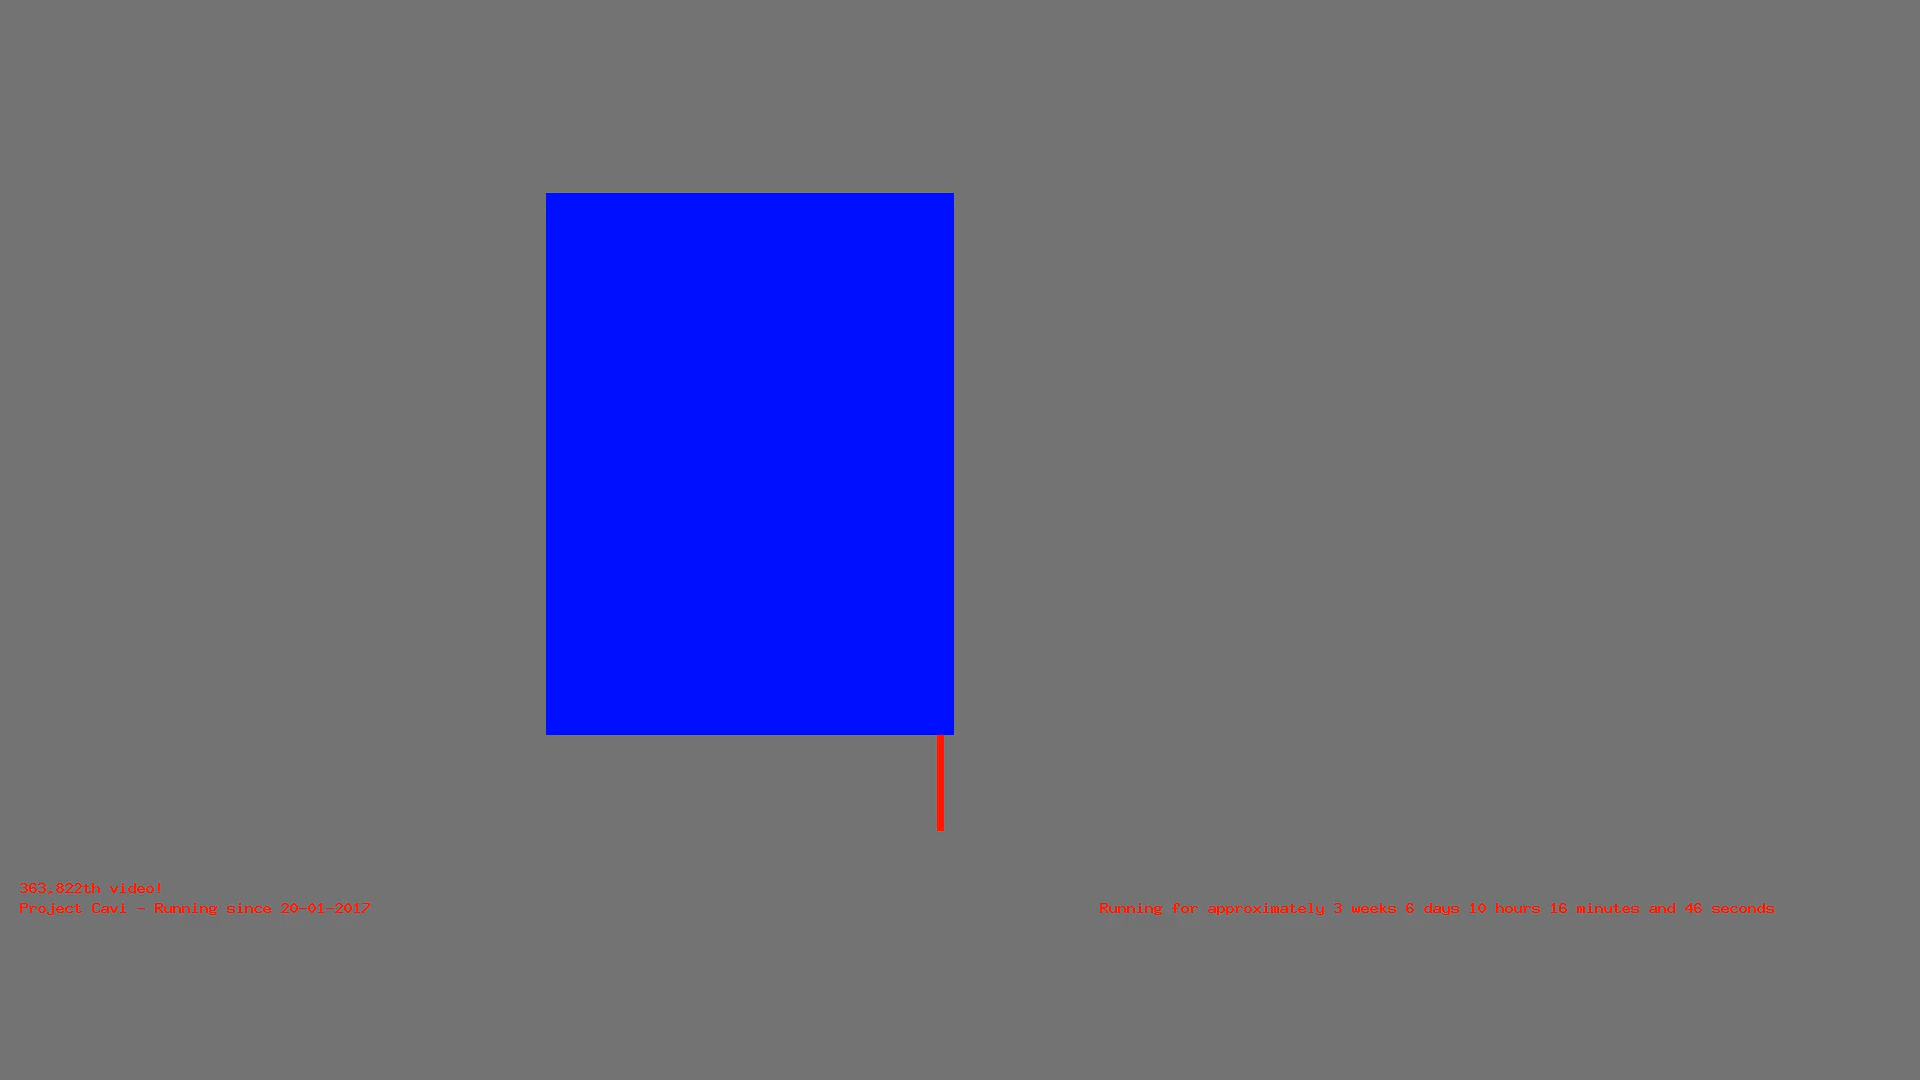 363,822th video!
Project Cavi - Running since 20-01-2017
Running for approximately 3 weeks 6 days 10 hours 16 minutes and 46 seconds